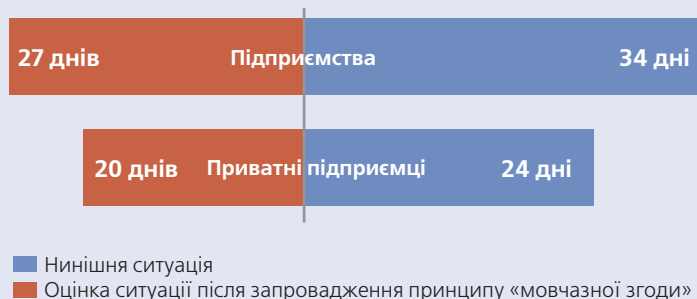 27 днів Підприємства 34 дні
20 днів Приватні підприємці 24 дні
Нинішня ситуація
Оцінка ситуації після запровадження принципу «мовчазної згоди»